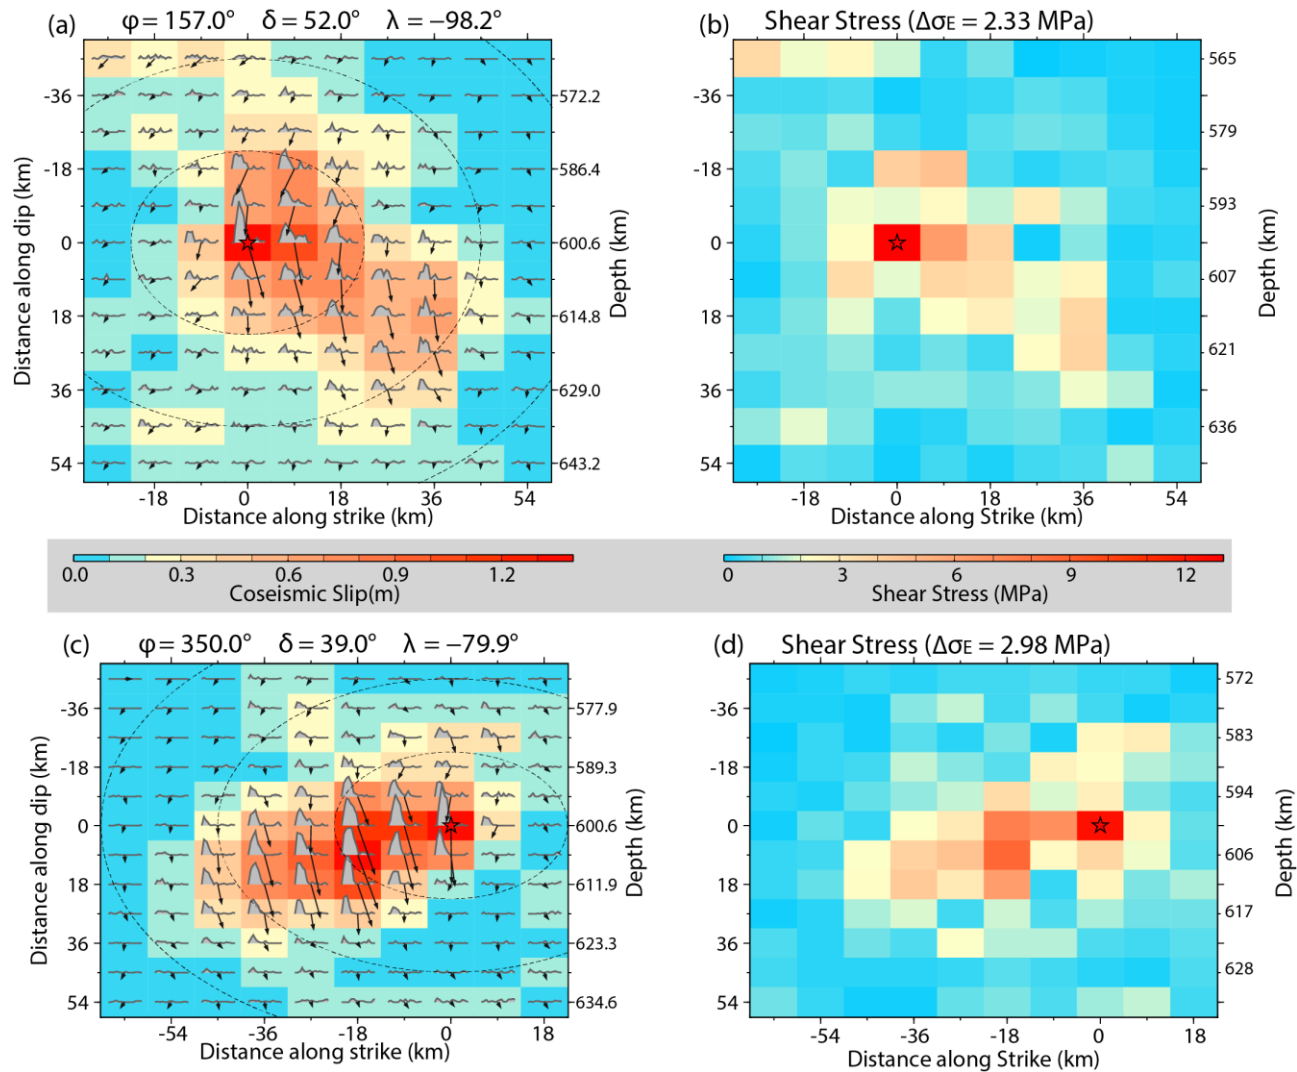 (a) φ = 157.0° δ = 52.0° λ = −98.2°
(b) Shear Stress (ΔσE = 2.33 MPa)
-36
-18
0
18
36
54
Distance along dip (km)
572.2
586.4
600.6
614.8
629.0
643.2
Depth (km)
-18 0 18 36 54
Distance along strike (km)
-36
-18
0
18
36
54
565
579
593
607
621
636
Depth (km)
-18 0 18 36 54
Distance along Strike (km)
0.0 0.3 0.6 0.9 1.2
Coseismic Slip(m)
0 3 6 9 12
Shear Stress (MPa)
(c) φ = 350.0° δ = 39.0° λ = −79.9°
(d) Shear Stress (ΔσE = 2.98 MPa)
-36
-18
0
18
36
54
Distance along dip (km)
577.9
589.3
600.6
611.9
623.3
634.6
Depth (km)
-54 -36 -18 0 18
Distance along strike (km)
-36
-18
0
18
36
54
572
583
594
606
617
628
Depth (km)
-54 -36 -18 0 18
Distance along Strike (km)